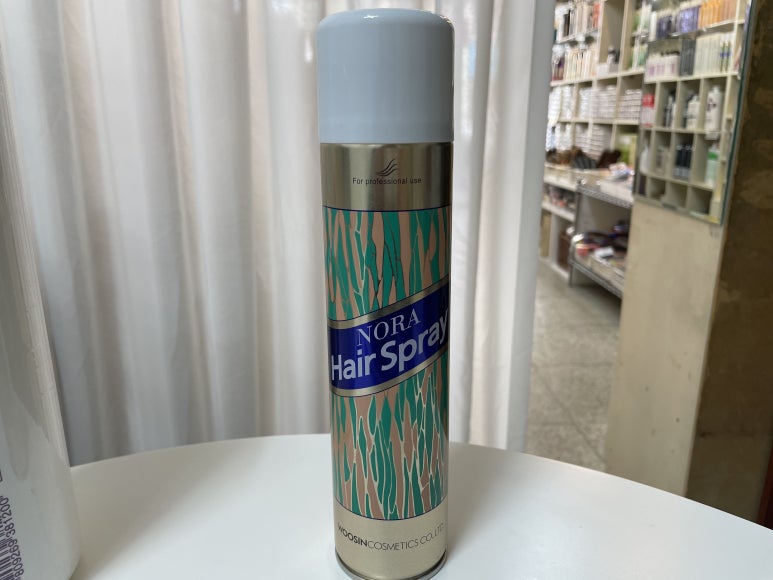 For professional use
NORA
Hair Spray
WOOSINCOSMETICS CO.,LTD